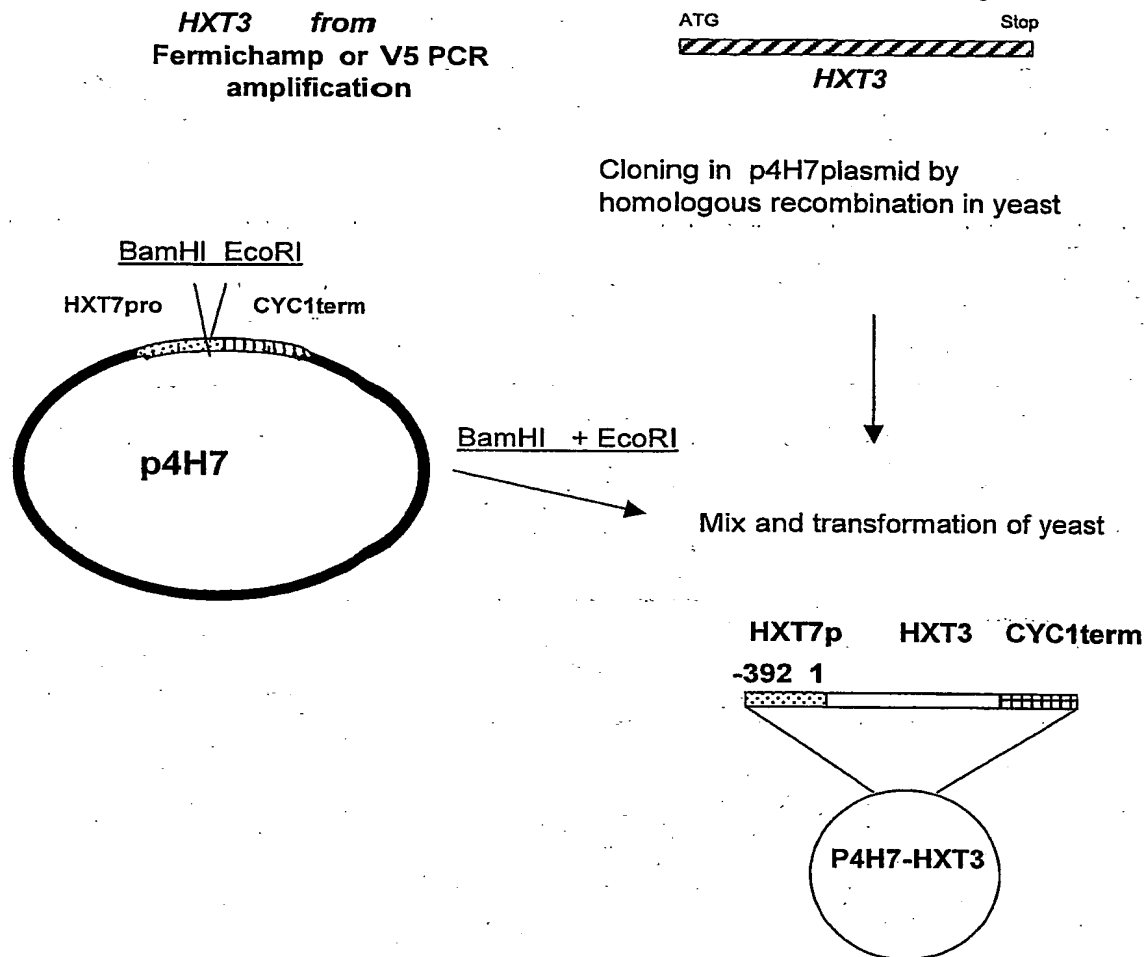 HXT3 from
Fermichamp or V5 PCR
amplification
ATG Stop
HXT3
Cloning in p4H7plasmid by
homologous recombination in yeast
BamHI EcoRI
HXT7pro CYC1term
p4H7
BamHI + EcoRI
Mix and transformation of yeast
HXT7p HXT3 CYC1term
-392 1
P4H7-HXT3